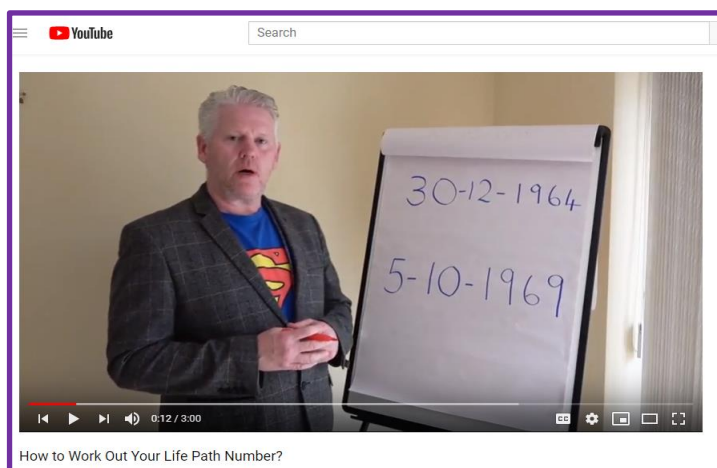 YouTube
Search
30-12-1964
5-10-1969
0:12 / 3:00
CC
How to Work Out Your Life Path Number?